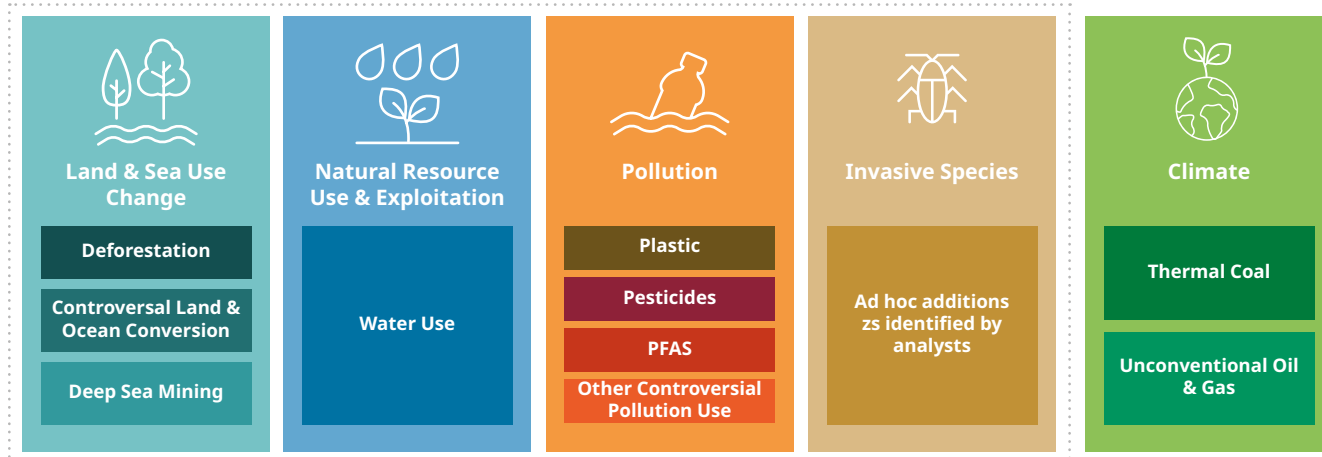 Land & Sea Use
Change
Deforestation
Controversal Land &
Ocean Conversion
Deep Sea Mining
Natural Resource
Use & Exploitation
Water Use
Pollution
Plastic
Pesticides
PFAS
Other Controversial
Pollution Use
Invasive Species
Ad hoc additions
zs identified by
analysts
Climate
Thermal Coal
Unconventional Oil
& Gas